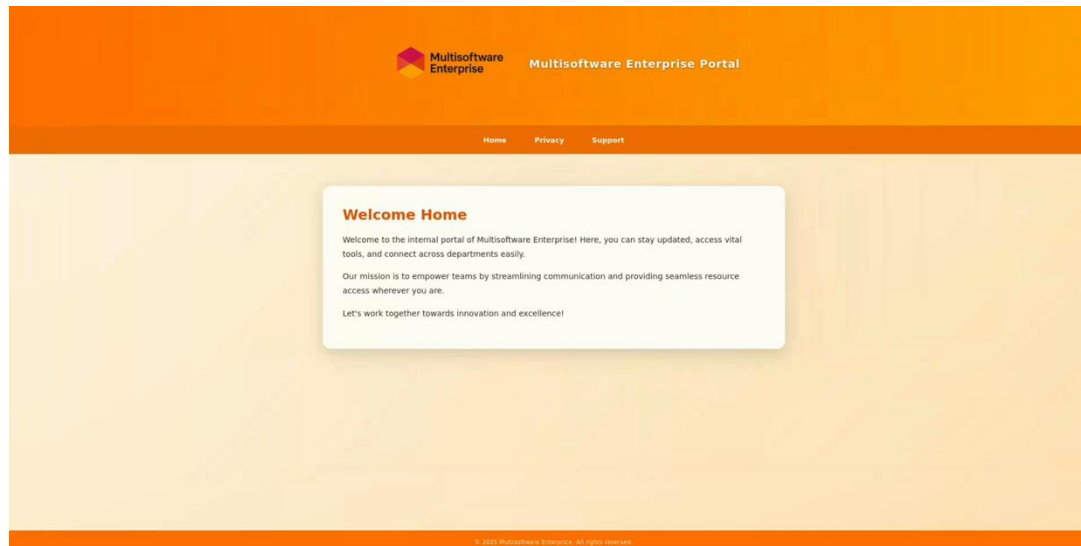 Multisoftware
Enterprise
Multisoftware Enterprise Portal
Home Privacy Support
Welcome Home
Welcome to the internal portal of Multisoftware Enterprise! Here, you can stay updated, access vital
tools, and connect across departments easily.
Our mission is to empower teams by streamlining communication and providing seamless resource
access wherever you are.
Let's work together towards innovation and excellence!
© 2025 Multisoftware Enterprice. All rights reserved.